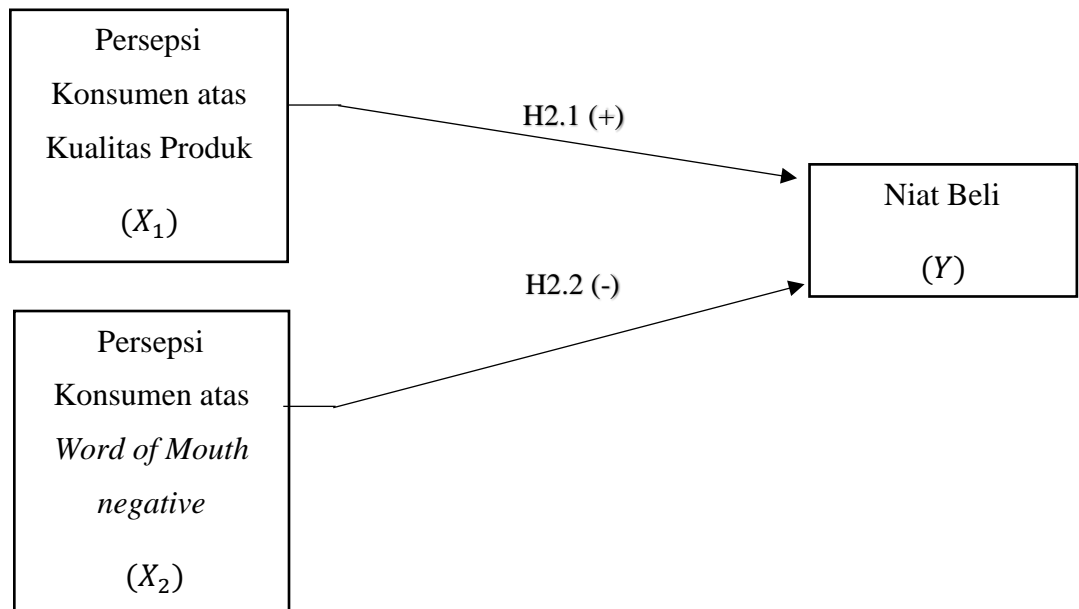 Persepsi
Konsumen atas
Kualitas Produk
(𝑋₁)
H2.1 (+)
Niat Beli
(𝑌)
H2.2 (-)
Persepsi
Konsumen atas
Word of Mouth
negative
(𝑋₂)